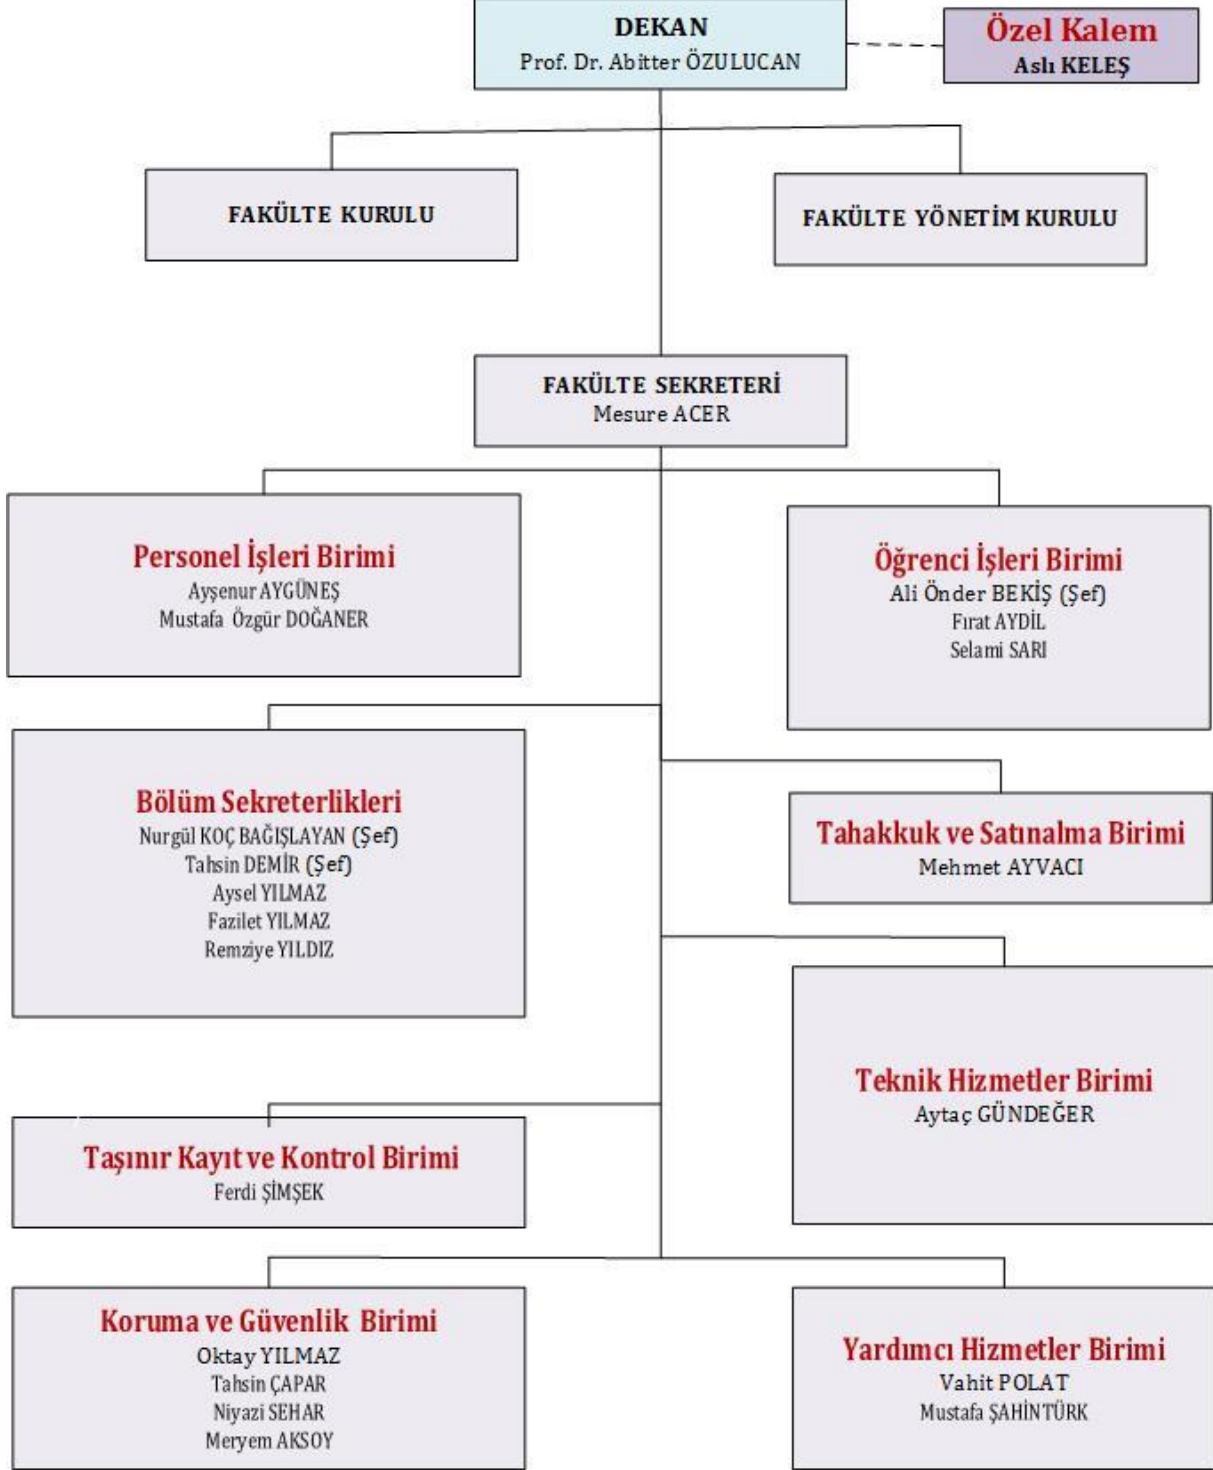 DEKAN
Prof. Dr. Abitter ÖZULUCAN
Özel Kalem
Aslı KELEŞ
FAKÜLTE KURULU
FAKÜLTE YÖNETİM KURULU
FAKÜLTE SEKRETERİ
Mesure ACER
Personel İşleri Birimi
Ayşenur AYGÜNEŞ
Mustafa Özgür DOĞANER
Öğrenci İşleri Birimi
Ali Önder BEKİŞ (Şef)
Fırat AYDİL
Selami SARI
Bölüm Sekreterlikleri
Nurgül KOÇ BAĞIŞLAYAN (Şef)
Tahsin DEMİR (Şef)
Aysel YILMAZ
Fazilet YILMAZ
Remziye YILDIZ
Tahakkuk ve Satınalma Birimi
Mehmet AYVACI
Teknik Hizmetler Birimi
Aytaç GÜNDEĞER
Taşınır Kayıt ve Kontrol Birimi
Ferdi ŞİMŞEK
Koruma ve Güvenlik Birimi
Oktay YILMAZ
Tahsin ÇAPAR
Niyazi SEHAR
Meryem AKSOY
Yardımcı Hizmetler Birimi
Vahit POLAT
Mustafa ŞAHİNTÜRK